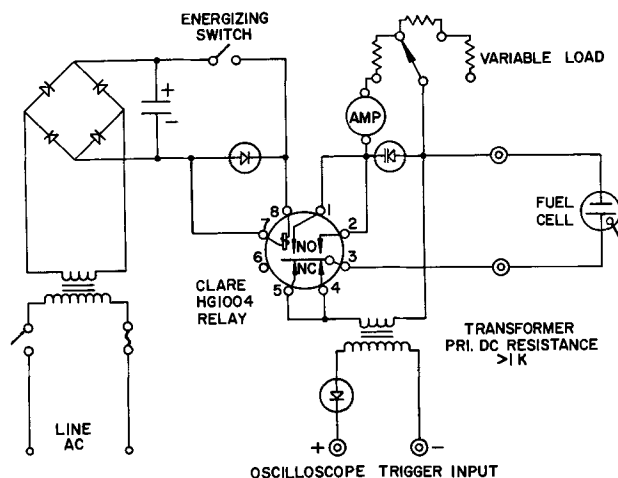 ENERGIZING
SWITCH
VARIABLE LOAD
+
-
AMP
FUEL
CELL
8
1
7
2
NO
6
3
NC
5
4
CLARE
HG1004
RELAY
TRANSFORMER
PRI. DC RESISTANCE
>1K
LINE
AC
+
-
OSCILLOSCOPE TRIGGER INPUT